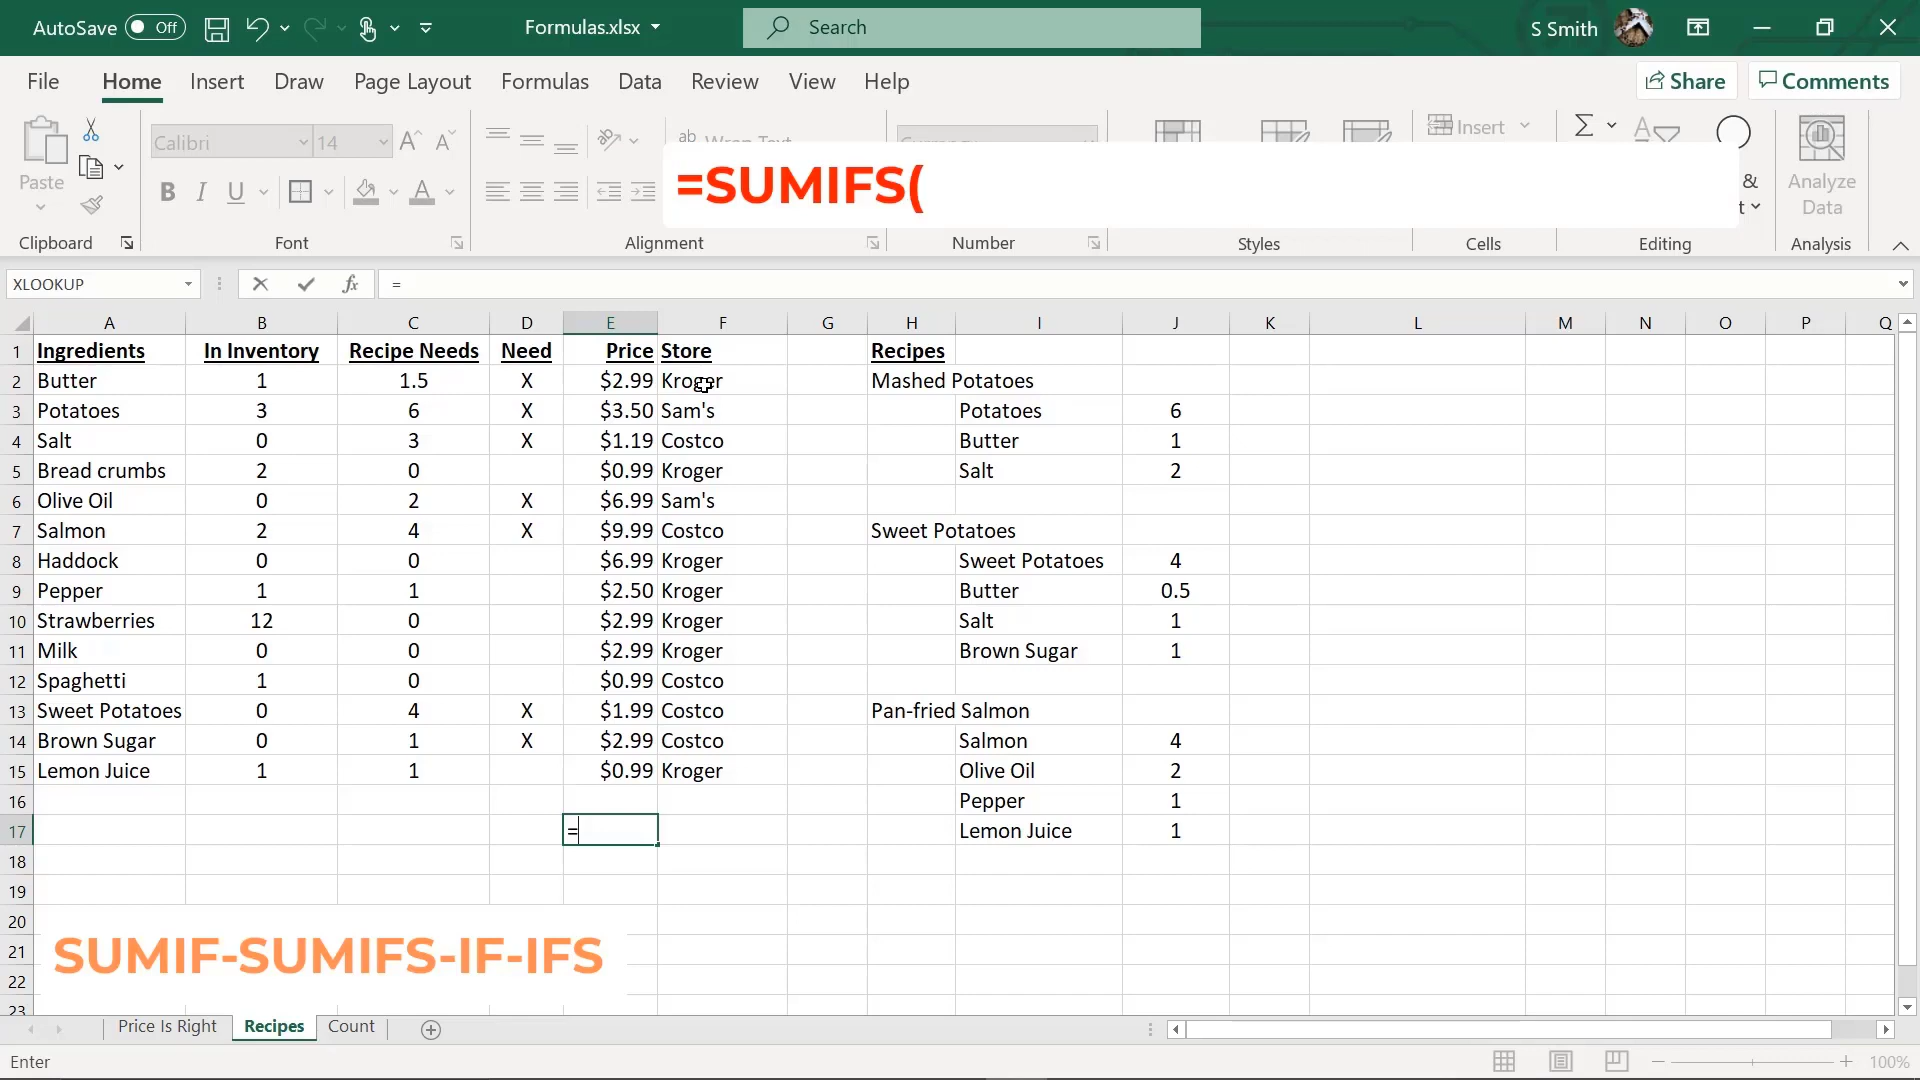 AutoSave Off Formulas.xlsx Search S Smith
File Home Insert Draw Page Layout Formulas Data Review View Help Share Comments
Paste Calibri 14 Wrap Text Insert
=SUMIFS(
& Analyze Data
Clipboard Font Alignment Number Styles Cells Editing Analysis
XLOOKUP fx =
A B C D E F G H I J K L M N O P Q
1 Ingredients In Inventory Recipe Needs Need Price Store Recipes
2 Butter 1 1.5 X $2.99 Kroger Mashed Potatoes
3 Potatoes 3 6 X $3.50 Sam's Potatoes 6
4 Salt 0 3 X $1.19 Costco Butter 1
5 Bread crumbs 2 0 $0.99 Kroger Salt 2
6 Olive Oil 0 2 X $6.99 Sam's
7 Salmon 2 4 X $9.99 Costco Sweet Potatoes
8 Haddock 0 0 $6.99 Kroger Sweet Potatoes 4
9 Pepper 1 1 $2.50 Kroger Butter 0.5
10 Strawberries 12 0 $2.99 Kroger Salt 1
11 Milk 0 0 $2.99 Kroger Brown Sugar 1
12 Spaghetti 1 0 $0.99 Costco
13 Sweet Potatoes 0 4 X $1.99 Costco Pan-fried Salmon
14 Brown Sugar 0 1 X $2.99 Costco Salmon 4
15 Lemon Juice 1 1 $0.99 Kroger Olive Oil 2
16 Pepper 1
17 = Lemon Juice 1
18
19
20
21
22
23
SUMIF-SUMIFS-IF-IFS
Price Is Right Recipes Count
Enter 100%